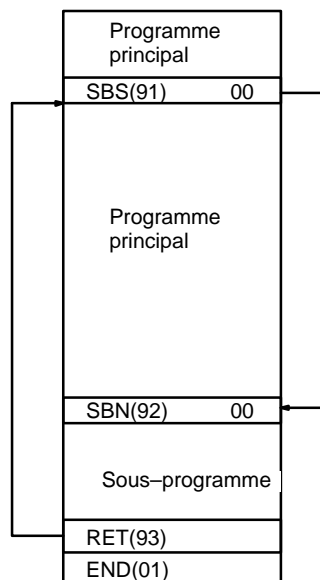 Programme
principal
SBS(91) 00
Programme
principal
SBN(92) 00
Sous–programme
RET(93)
END(01)